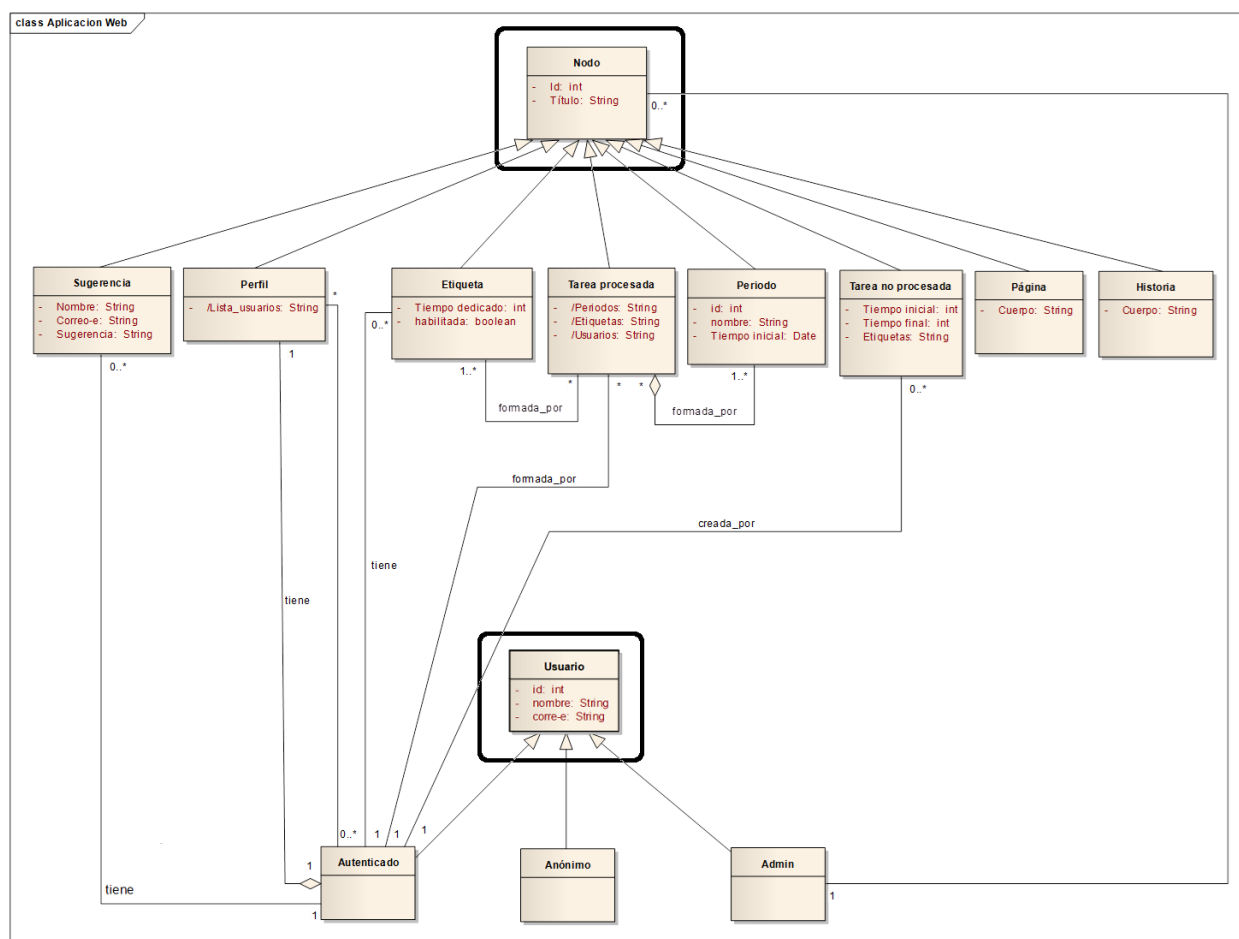 class Aplicacion Web
Nodo
- Id: int
- Título: String
0..*
Sugerencia
- Nombre: String
- Correo-e: String
- Sugerencia: String
0..*
Perfil
- /Lista_usuarios: String
*
1
Etiqueta
- Tiempo dedicado: int
- habilitada: boolean
0..*
1..*
Tarea procesada
- /Periodos: String
- /Etiquetas: String
- /Usuarios: String
*
*
*
Periodo
- id: int
- nombre: String
- Tiempo inicial: Date
1..*
Tarea no procesada
- Tiempo inicial: int
- Tiempo final: int
- Etiquetas: String
0..*
Página
- Cuerpo: String
Historia
- Cuerpo: String
formada_por
formada_por
formada_por
creada_por
tiene
tiene
Usuario
- id: int
- nombre: String
- corre-e: String
0..*
1
1
1
1
Autenticado
tiene
1
Anónimo
Admin
1